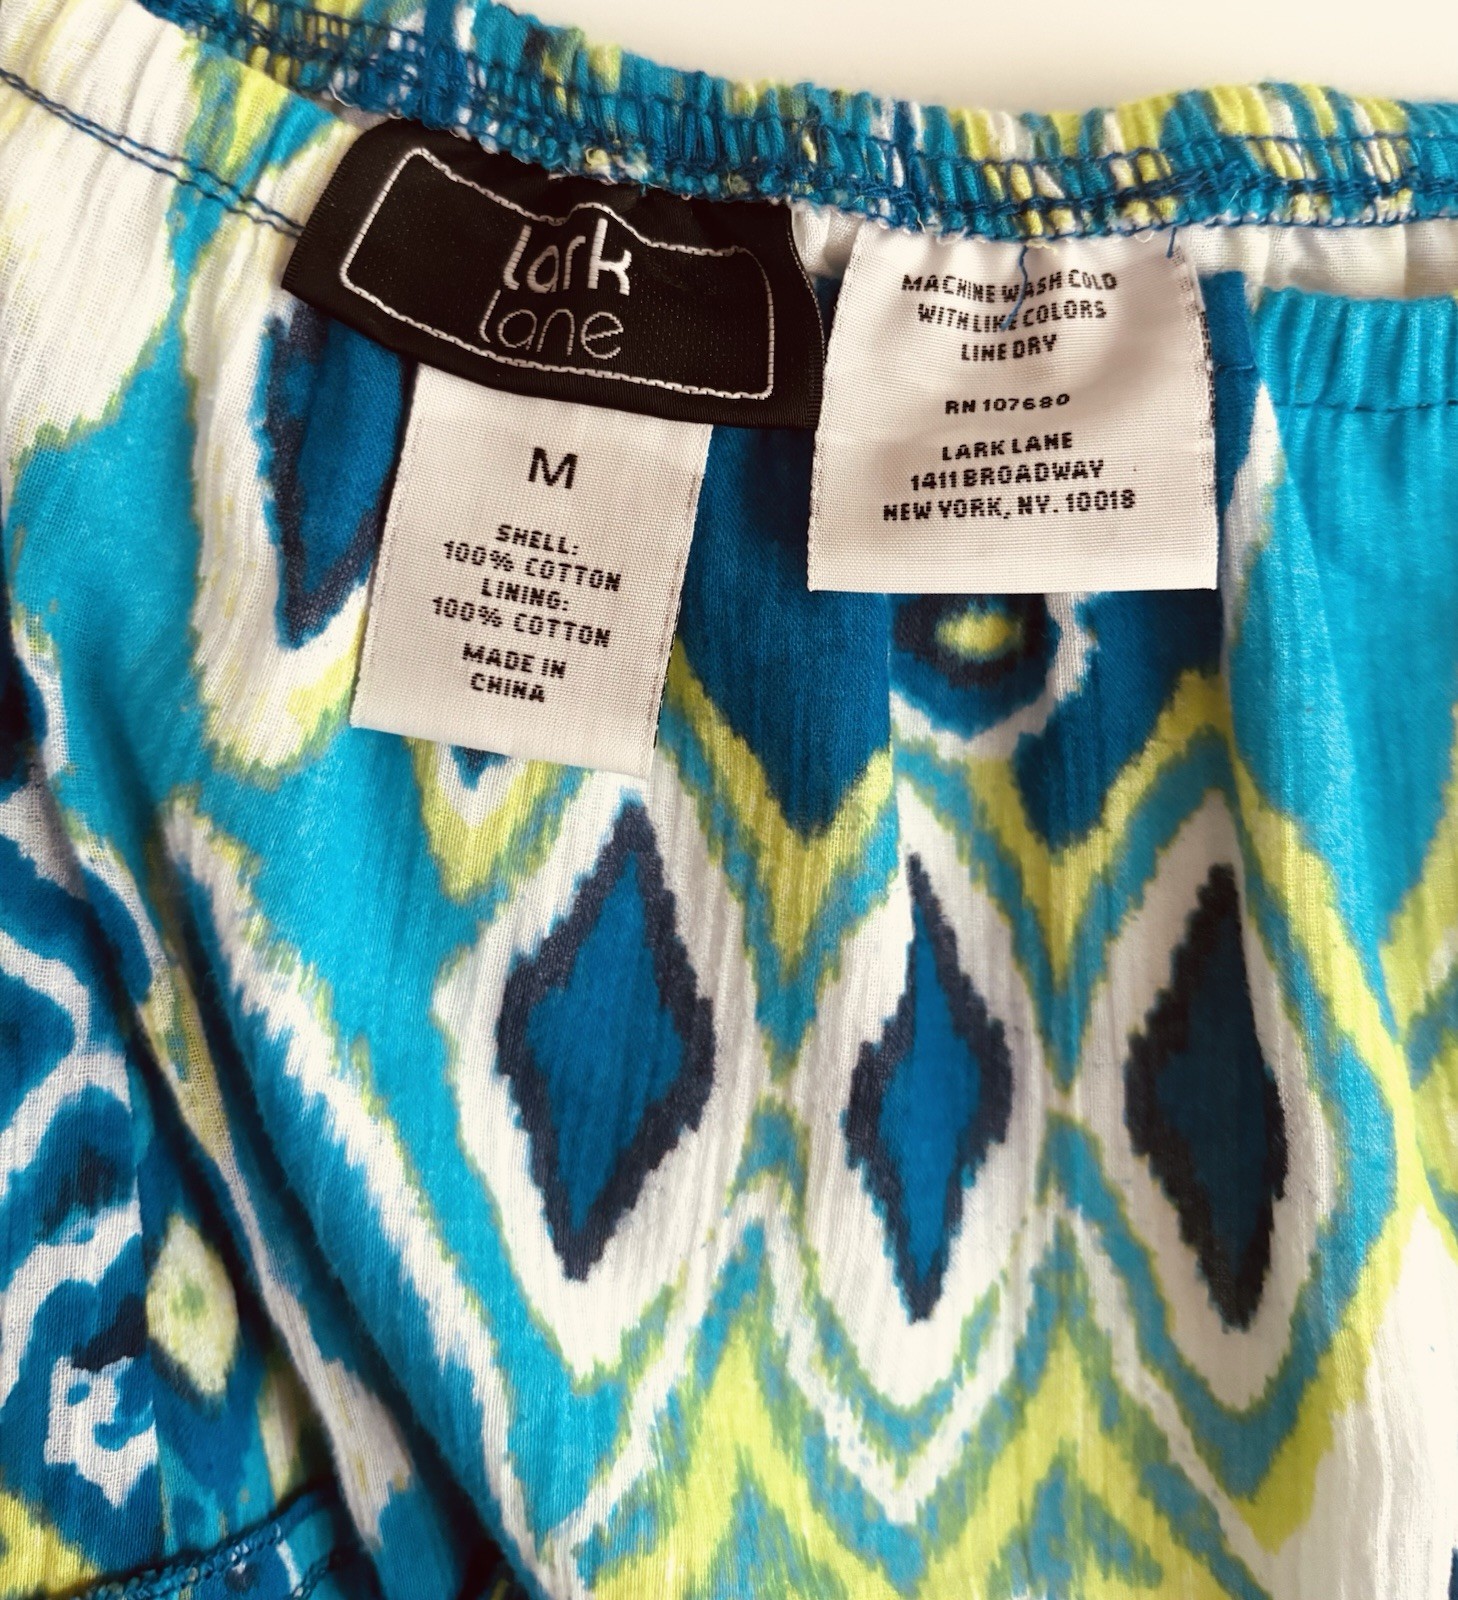 lark
lane
M
SHELL:
100% COTTON
LINING:
100% COTTON
MADE IN
CHINA
MACHINE WASH COLD
WITH LIKE COLORS
LINE DRY
RN 107680
LARK LANE
1411 BROADWAY
NEW YORK, NY. 10018